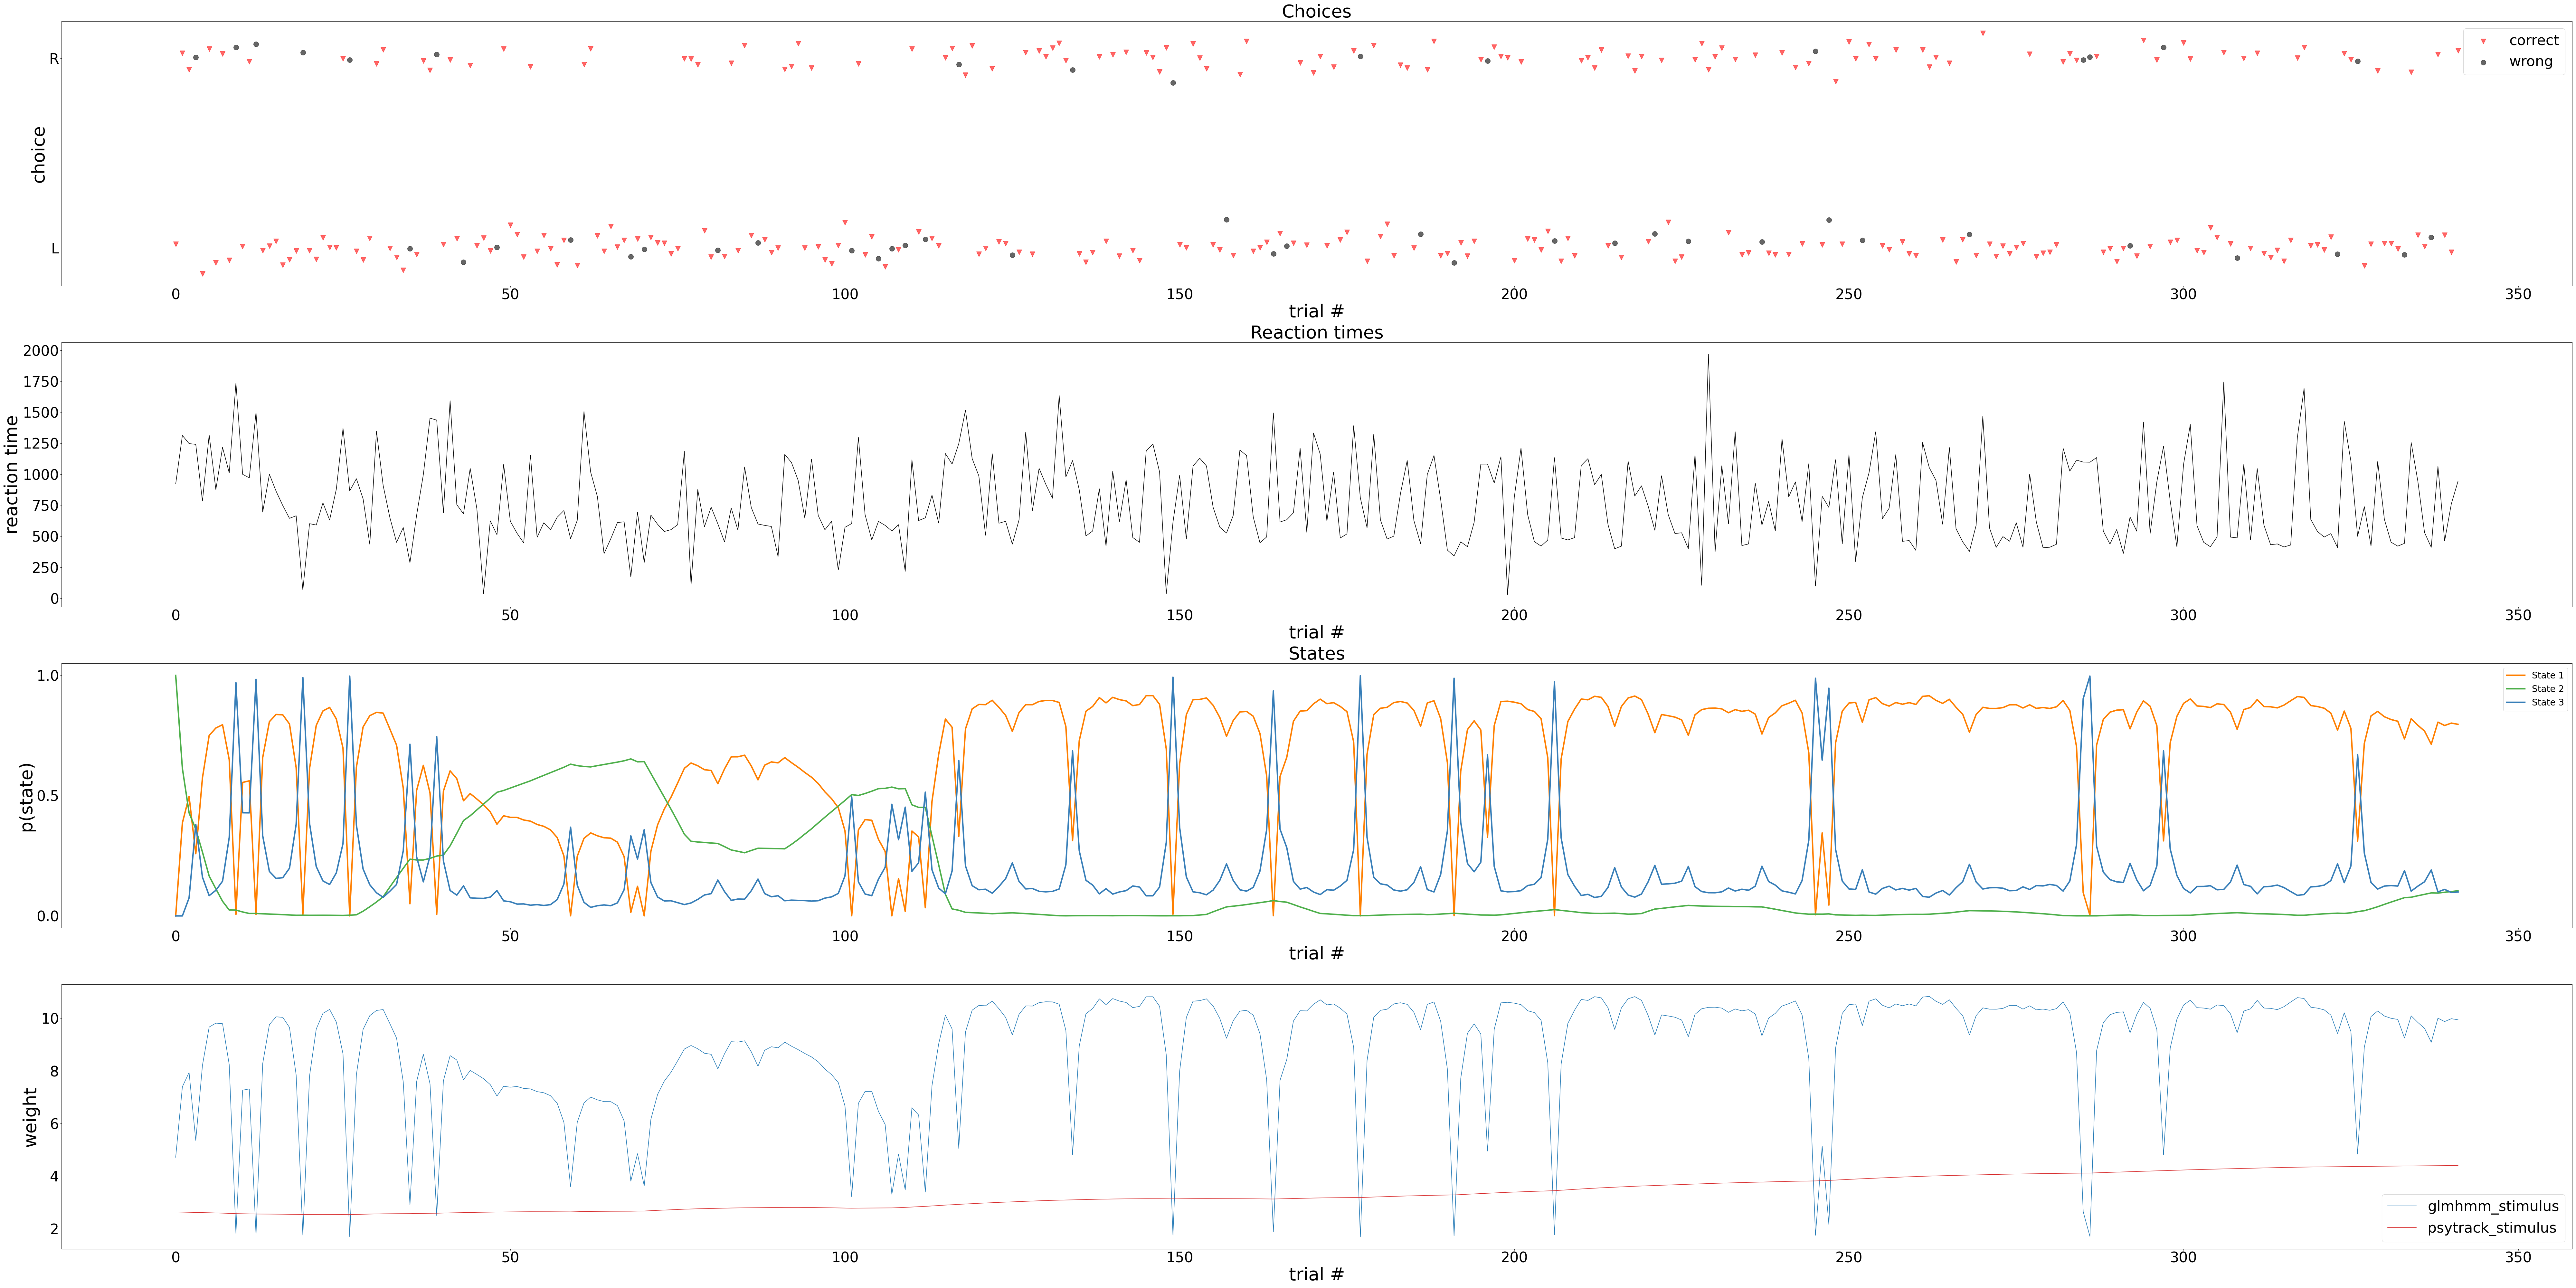 Choices
R
L
choice
correct
wrong
0 50 100 150 200 250 300 350
trial #
Reaction times
2000
1750
1500
1250
1000
750
500
250
0
reaction time
0 50 100 150 200 250 300 350
trial #
States
1.0
0.5
0.0
p(state)
State 1
State 2
State 3
0 50 100 150 200 250 300 350
trial #
10
8
6
4
2
weight
glmhmm_stimulus
psytrack_stimulus
0 50 100 150 200 250 300 350
trial #